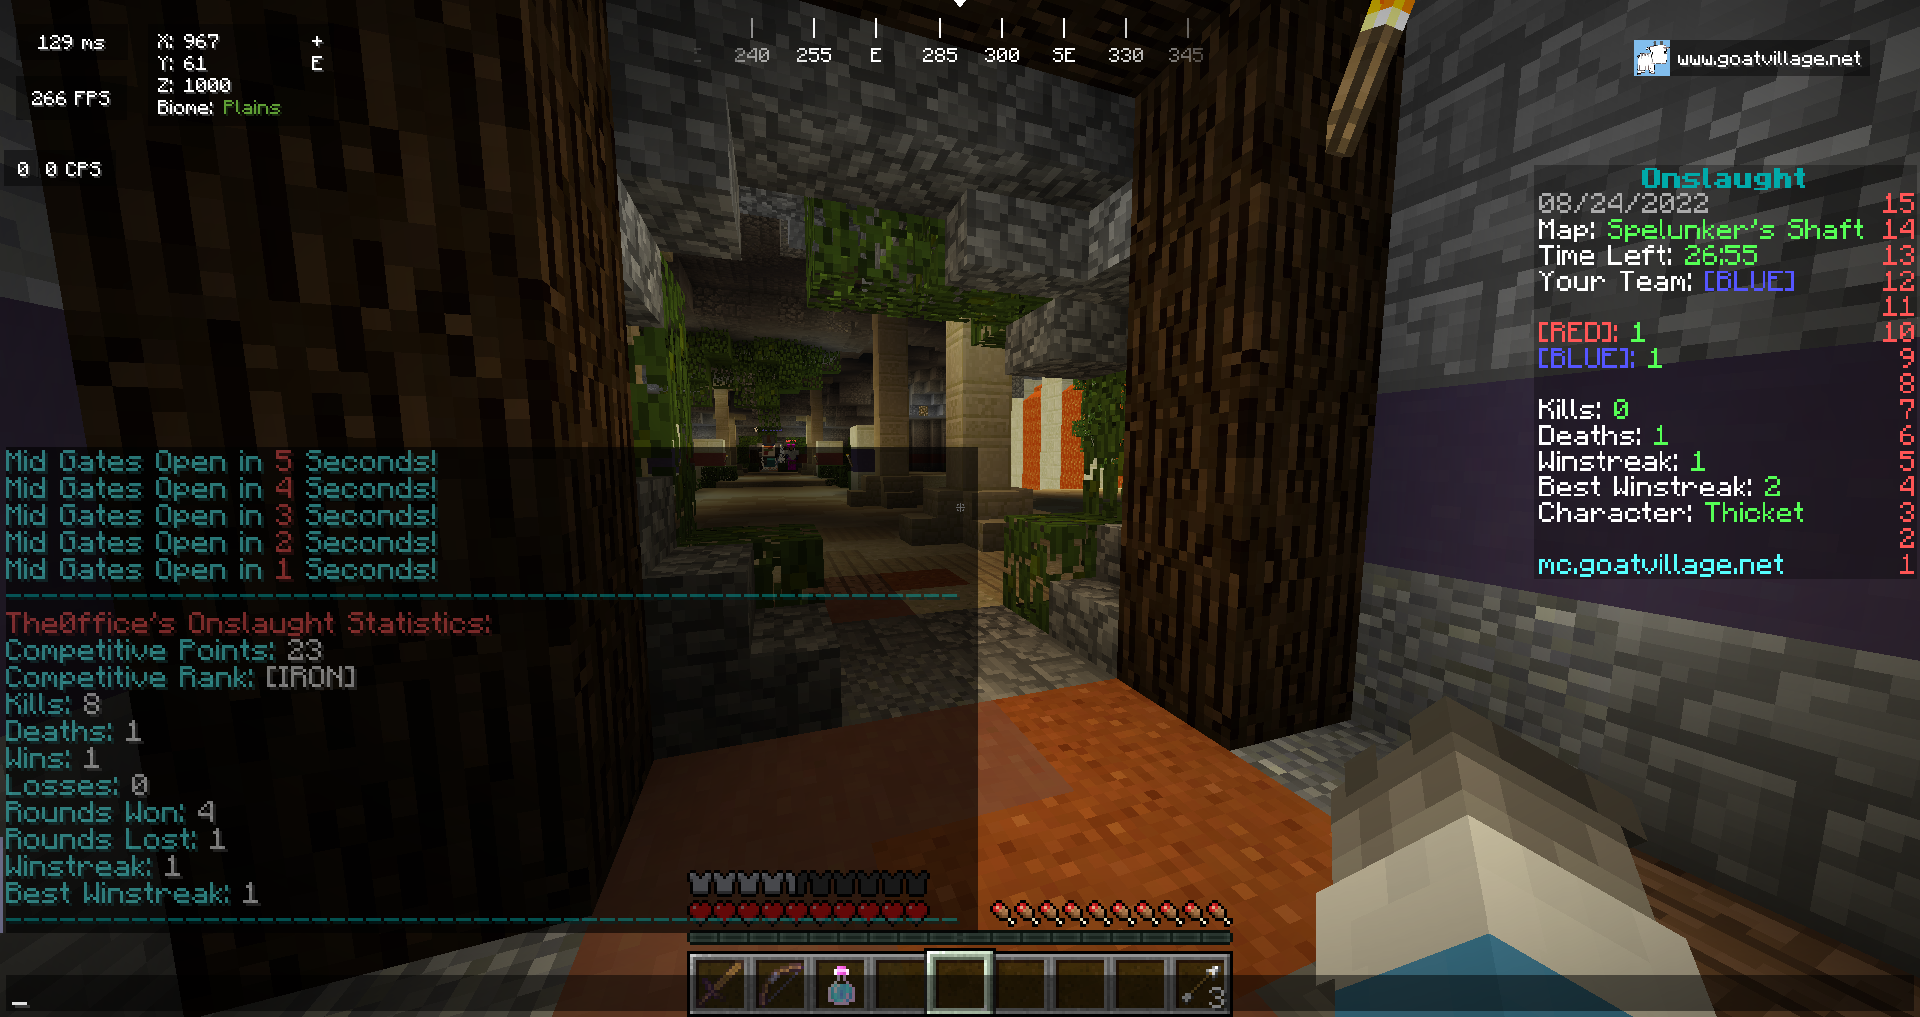 129 ms
X: 967 +
Y: 61 E
Z: 1000
Biome: Plains
266 FPS
0 0 CPS
240 255 E 285 300 SE 330 345
www.goatvillage.net
Onslaught
08/24/2022 15
Map: Spelunker's Shaft 14
Time Left: 26:55 13
Your Team: [BLUE] 12
11
[RED]: 1 10
[BLUE]: 1 9
8
Kills: 0 7
Deaths: 1 6
Winstreak: 1 5
Best Winstreak: 2 4
Character: Thicket 3
2
mc.goatvillage.net 1
Mid Gates Open in 5 Seconds!
Mid Gates Open in 4 Seconds!
Mid Gates Open in 3 Seconds!
Mid Gates Open in 2 Seconds!
Mid Gates Open in 1 Seconds!
The0ffice's Onslaught Statistics:
Competitive Points: 23
Competitive Rank: [IRON]
Kills: 8
Deaths: 1
Wins: 1
Losses: 0
Rounds Won: 4
Rounds Lost: 1
Winstreak: 1
Best Winstreak: 1
3